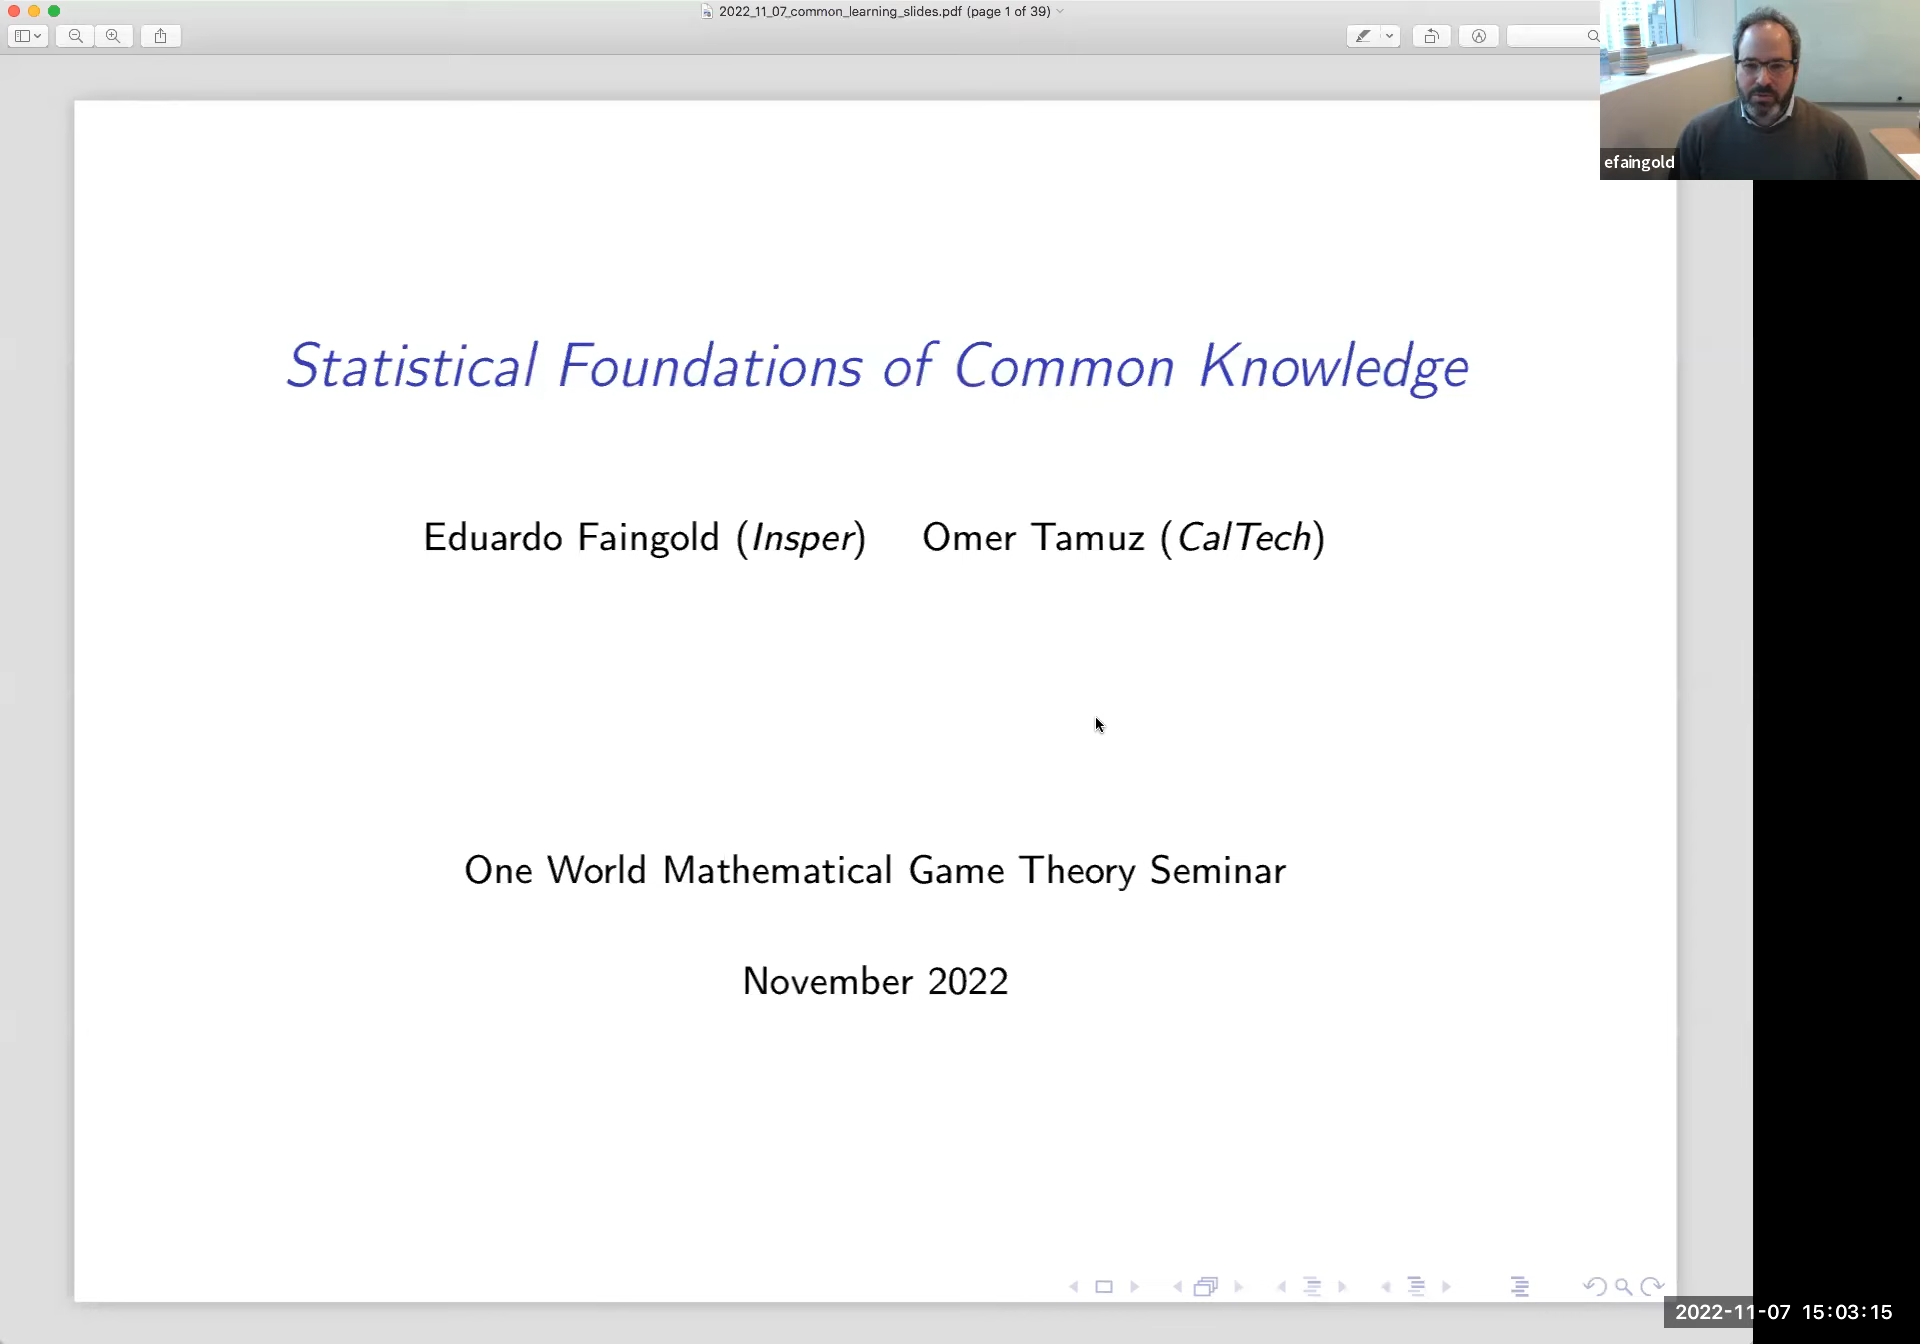 2022_11_07_common_learning_slides.pdf (page 1 of 39)
efaingold
Statistical Foundations of Common Knowledge
Eduardo Faingold (Insper) Omer Tamuz (CalTech)
One World Mathematical Game Theory Seminar
November 2022
2022-11-07 15:03:15